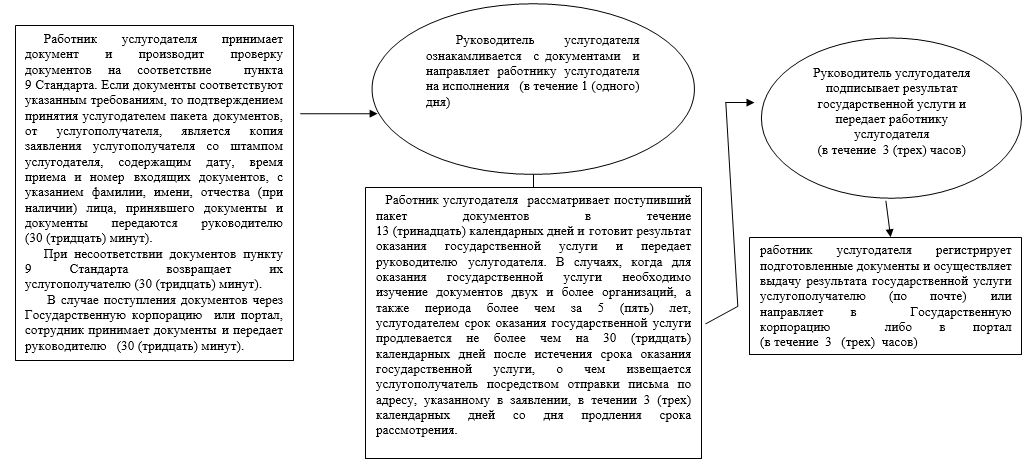 Работник услугодателя принимает
документ и производит проверку
документов на соответствие пункта
9 Стандарта. Если документы соответствуют
указанным требованиям, то подтверждением
принятия услугодателем пакета документов,
от услугополучателя, является копия
заявления услугополучателя со штампом
услугодателя, содержащим дату, время
приема и номер входящих документов, с
указанием фамилии, имени, отчества (при
наличии) лица, принявшего документы и
документы передаются руководителю
(30 (тридцать) минут).
При несоответствии документов пункту
9 Стандарта возвращает их
услугополучателю (30 (тридцать) минут).
В случае поступления документов через
Государственную корпорацию или портал,
сотрудник принимает документы и передает
руководителю (30 (тридцать) минут).
Руководитель услугодателя
ознакамливается с документами и
направляет работнику услугодателя
на исполнения (в течение 1 (одного)
дня)
Работник услугодателя рассматривает поступивший
пакет документов в течение
13 (тринадцать) календарных дней и готовит результат
оказания государственной услуги и передает
руководителю услугодателя. В случаях, когда для
оказания государственной услуги необходимо
изучение документов двух и более организаций, а
также периода более чем за 5 (пять) лет,
услугодателем срок оказания государственной услуги
продлевается не более чем на 30 (тридцать)
календарных дней после истечения срока оказания
государственной услуги, о чем извещается
услугополучатель посредством отправки письма по
адресу, указанному в заявлении, в течении 3 (трех)
календарных дней со дня продления срока
рассмотрения.
Руководитель услугодателя
подписывает результат
государственной услуги и
передает работнику
услугодателя
(в течение 3 (трех) часов)
работник услугодателя регистрирует
подготовленные документы и осуществляет
выдачу результата государственной услуги
услугополучателю (по почте) или
направляет в Государственную
корпорацию либо в портал
(в течение 3 (трех) часов)